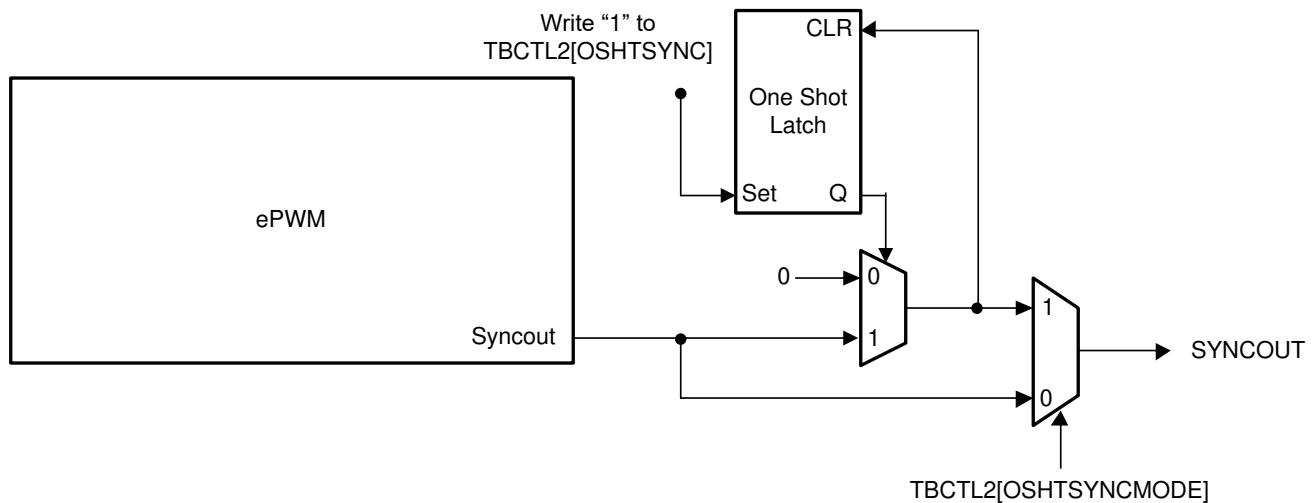 Write “1” to
TBCTL2[OSHTSYNC]
CLR
One Shot
Latch
Set
Q
ePWM
0
0
Syncout
1
1
SYNCOUT
0
TBCTL2[OSHTSYNCMODE]